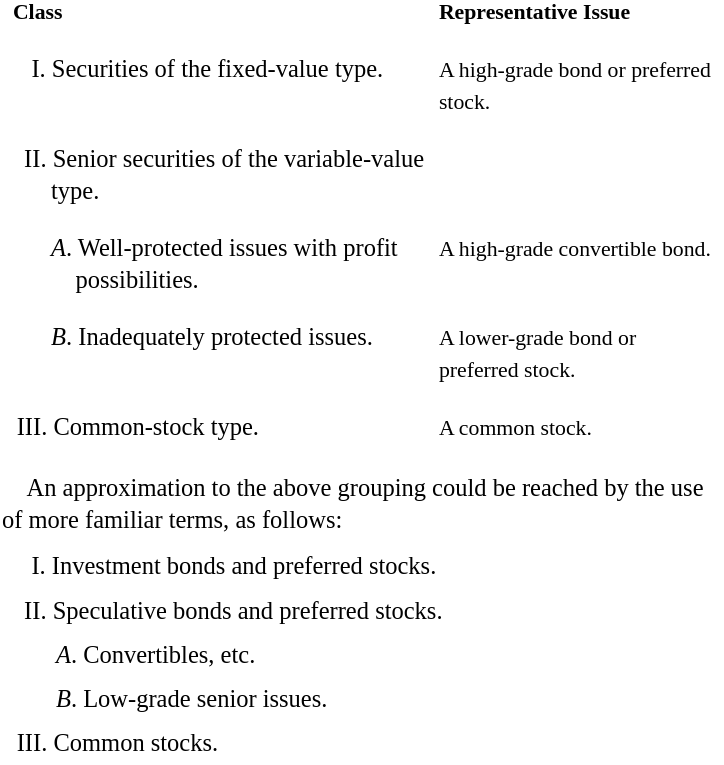 Class Representative Issue
I. Securities of the fixed-value type. A high-grade bond or preferred
stock.
II. Senior securities of the variable-value
type.
A. Well-protected issues with profit A high-grade convertible bond.
possibilities.
B. Inadequately protected issues. A lower-grade bond or
preferred stock.
III. Common-stock type. A common stock.
An approximation to the above grouping could be reached by the use
of more familiar terms, as follows:
I. Investment bonds and preferred stocks.
II. Speculative bonds and preferred stocks.
A. Convertibles, etc.
B. Low-grade senior issues.
III. Common stocks.